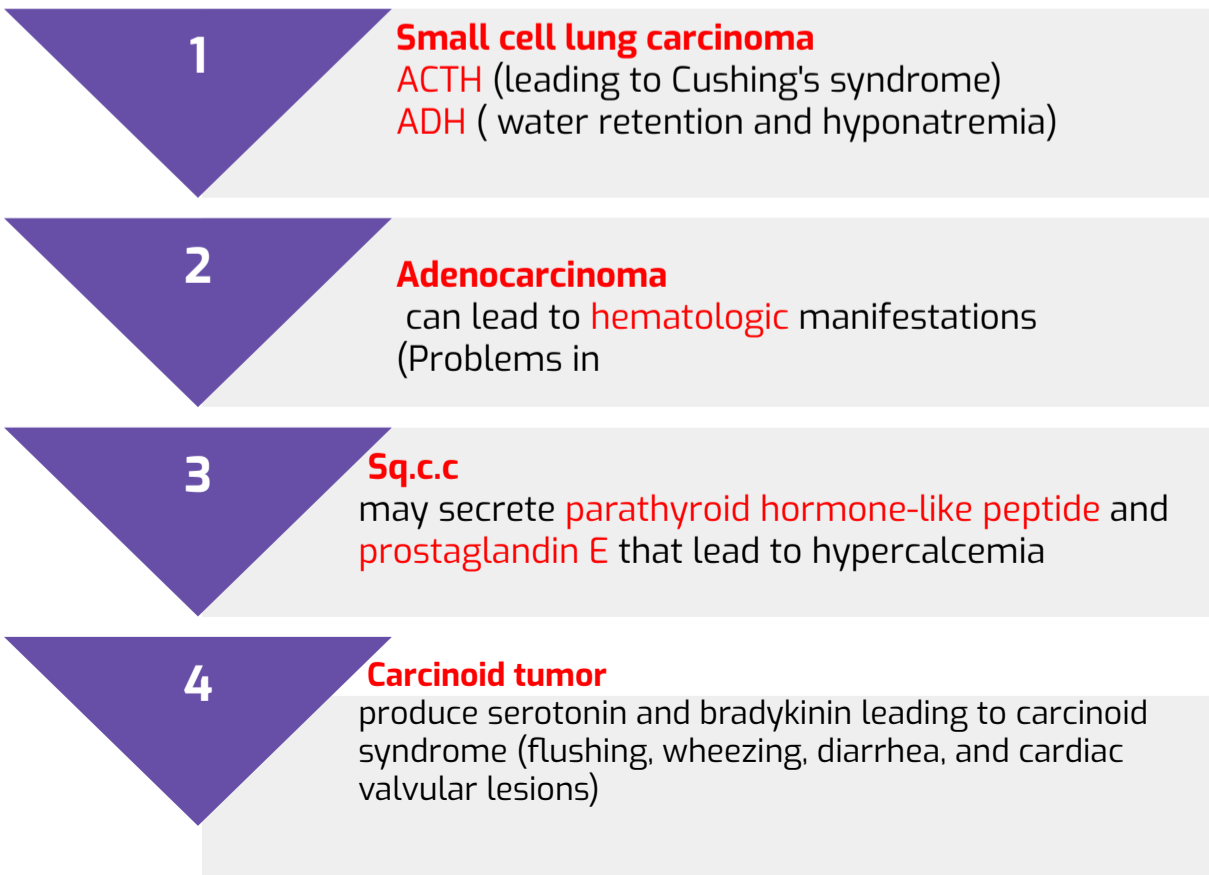 1
Small cell lung carcinoma
ACTH (leading to Cushing's syndrome)
ADH ( water retention and hyponatremia)
2
Adenocarcinoma
can lead to hematologic manifestations
(Problems in
3
Sq.c.c
may secrete parathyroid hormone-like peptide and
prostaglandin E that lead to hypercalcemia
4
Carcinoid tumor
produce serotonin and bradykinin leading to carcinoid
syndrome (flushing, wheezing, diarrhea, and cardiac
valvular lesions)